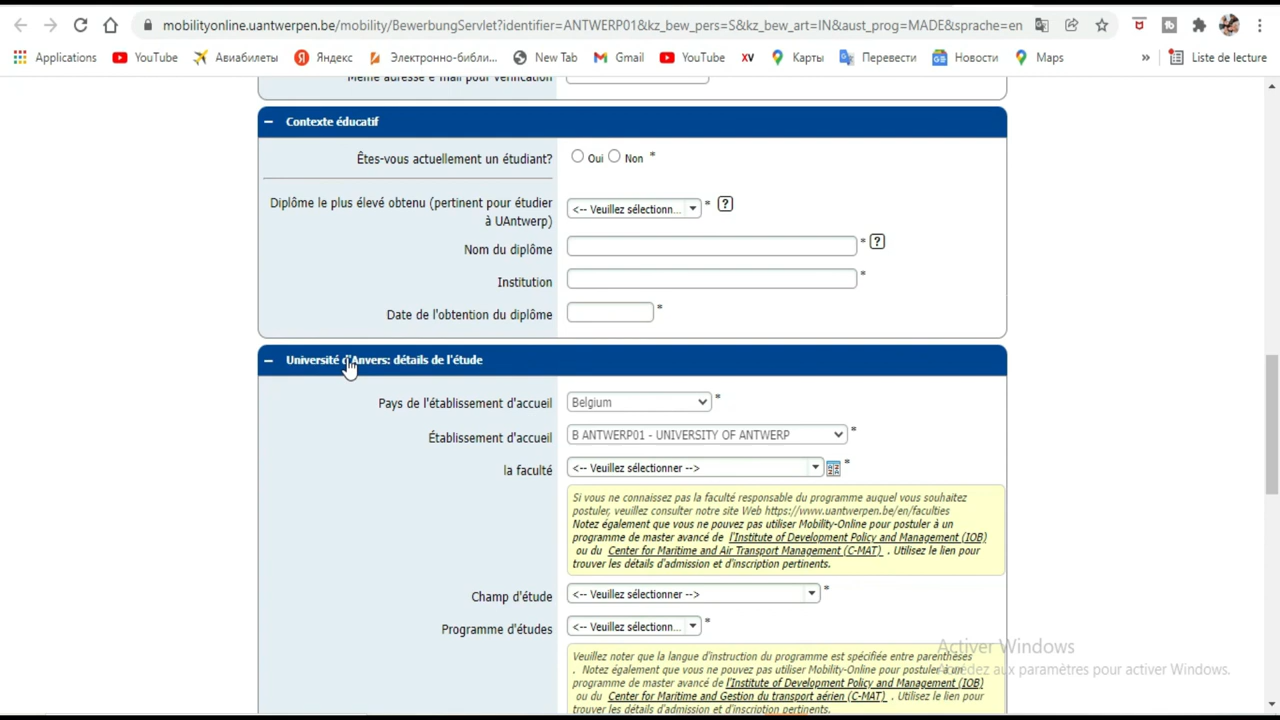 mobilityonline.uantwerpen.be/mobility/BewerbungServlet?identifier=ANTWERP01&kz_bew_pers=S&kz_bew_art=IN&aust_prog=MADE&sprache=en
Applications YouTube Авиабилеты Яндекс Электронно-библи... New Tab Gmail YouTube XV Карты Перевести Новости Maps » Liste de lecture
Même adresse e-mail pour vérification
Contexte éducatif
Êtes-vous actuellement un étudiant? Oui Non *
Diplôme le plus élevé obtenu (pertinent pour étudier
à UAntwerp)
<-- Veuillez sélectionn... * ?
Nom du diplôme * ?
Institution *
Date de l'obtention du diplôme *
Université d'Anvers: détails de l'étude
Pays de l'établissement d'accueil Belgium *
Établissement d'accueil B ANTWERP01 - UNIVERSITY OF ANTWERP *
la faculté <-- Veuillez sélectionner --> *
Si vous ne connaissez pas la faculté responsable du programme auquel vous souhaitez
postuler, veuillez consulter notre site Web https://www.uantwerpen.be/en/faculties
Notez également que vous ne pouvez pas utiliser Mobility-Online pour postuler à un
programme de master avancé de l'Institute of Development Policy and Management (IOB)
ou du Center for Maritime and Air Transport Management (C-MAT) . Utilisez le lien pour
trouver les détails d'admission et d'inscription pertinents.
Champ d'étude <-- Veuillez sélectionner --> *
Programme d'études <-- Veuillez sélectionn... *
Veuillez noter que la langue d'instruction du programme est spécifiée entre parenthèses
. Notez également que vous ne pouvez pas utiliser Mobility-Online pour postuler à un
programme de master avancé de l'Institute of Development Policy and Management (IOB)
ou du Center for Maritime and Gestion du transport aérien (C-MAT) . Utilisez le lien pour
trouver les détails d'admission et d'inscription pertinents.
Activer Windows
Accédez aux paramètres pour activer Windows.